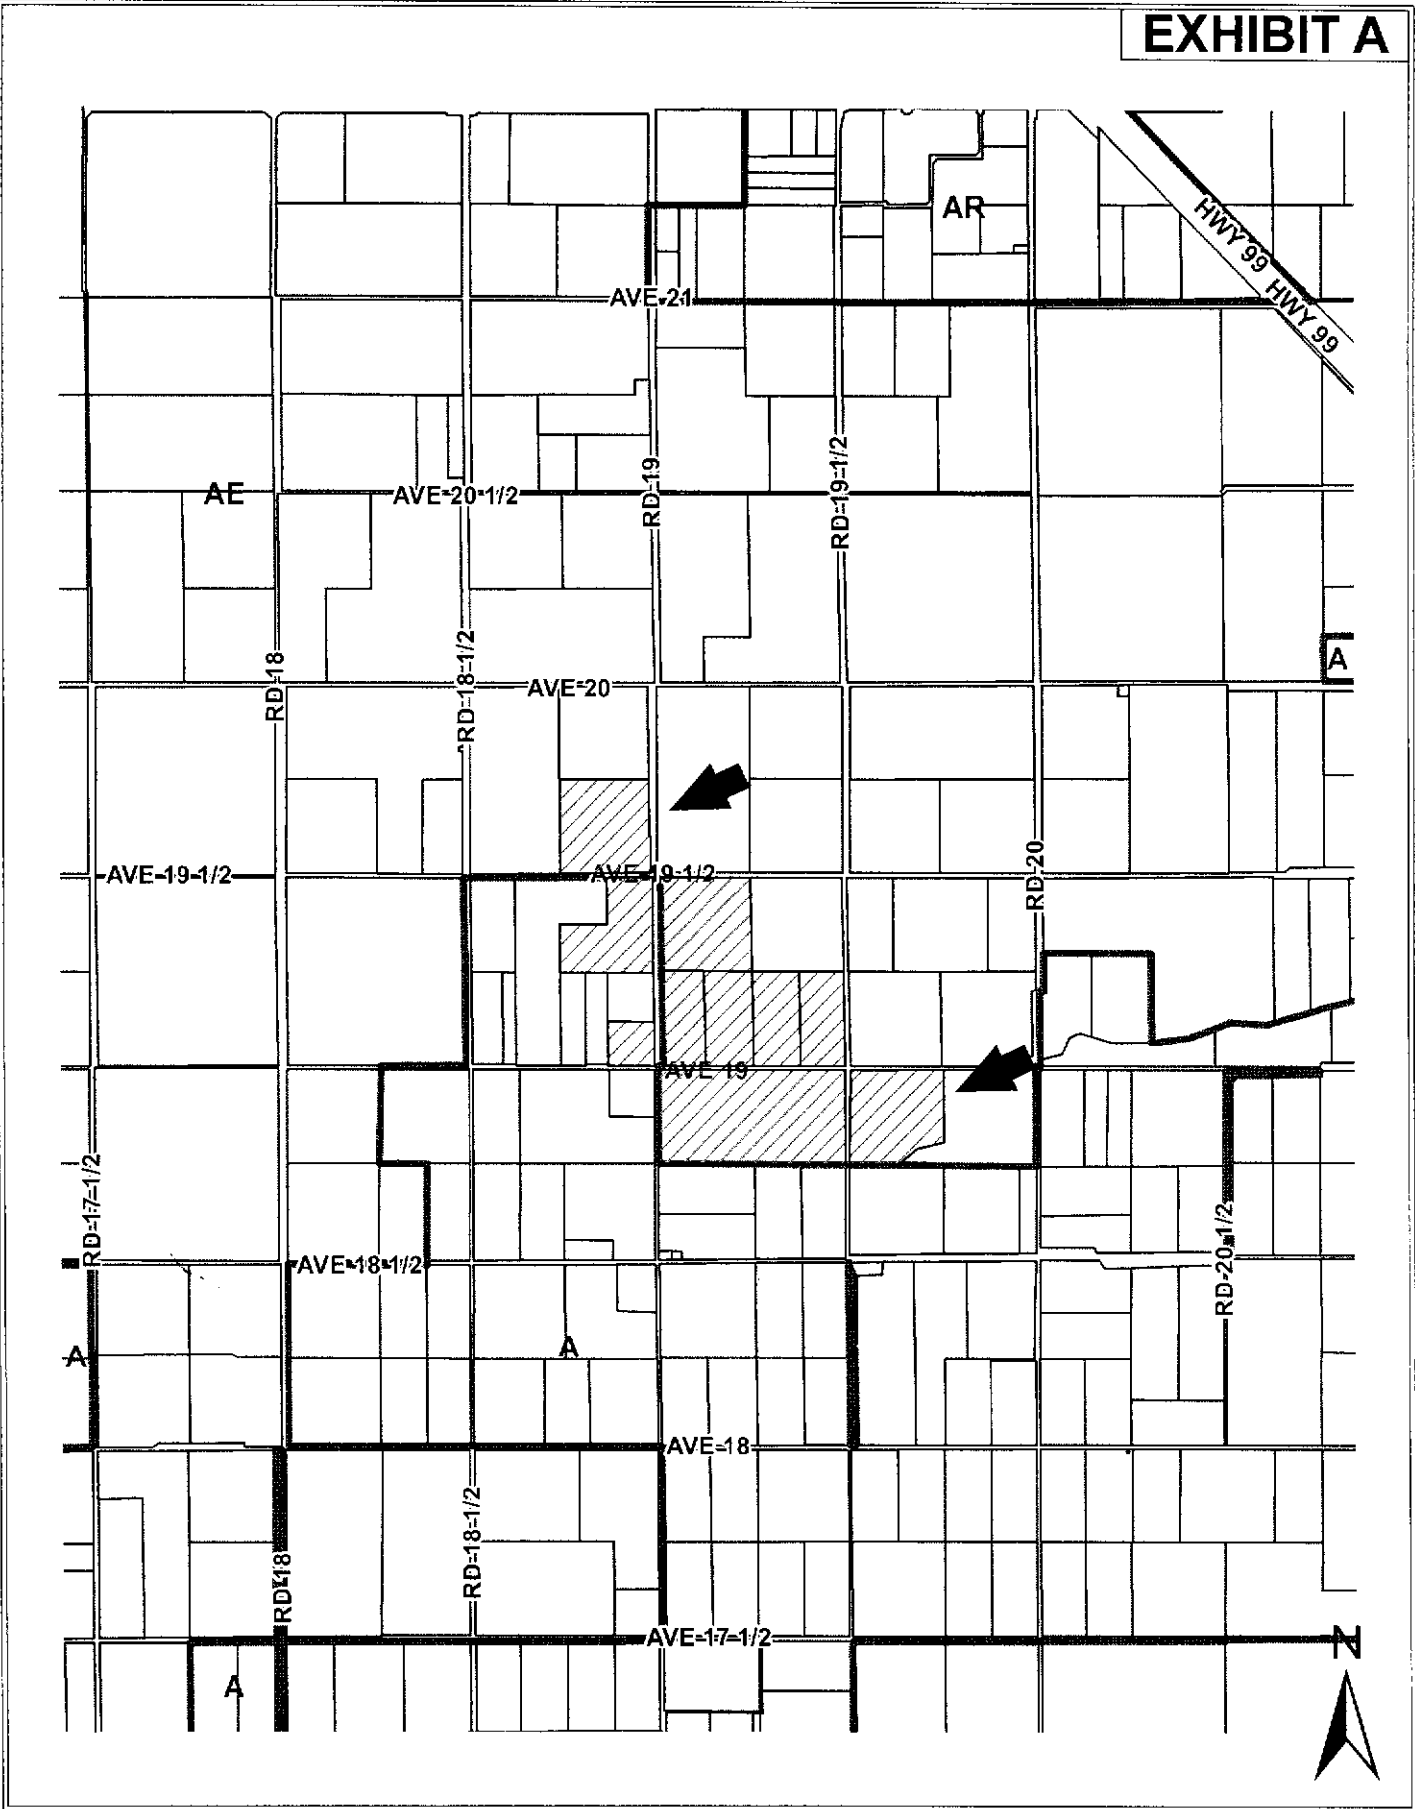 EXHIBIT A
AR
HWY 99
HWY 99
AVE 21
RD 19
RD 19 1/2
AE
AVE 20 1/2
RD 18
RD 18 1/2
A
AVE 20
RD 20
AVE 19 1/2
AVE 19 1/2
AVE 19
RD 17 1/2
RD 20 1/2
AVE 18 1/2
A
A
AVE 18
RD 18 1/2
RD 18
AVE 17 1/2
N
A